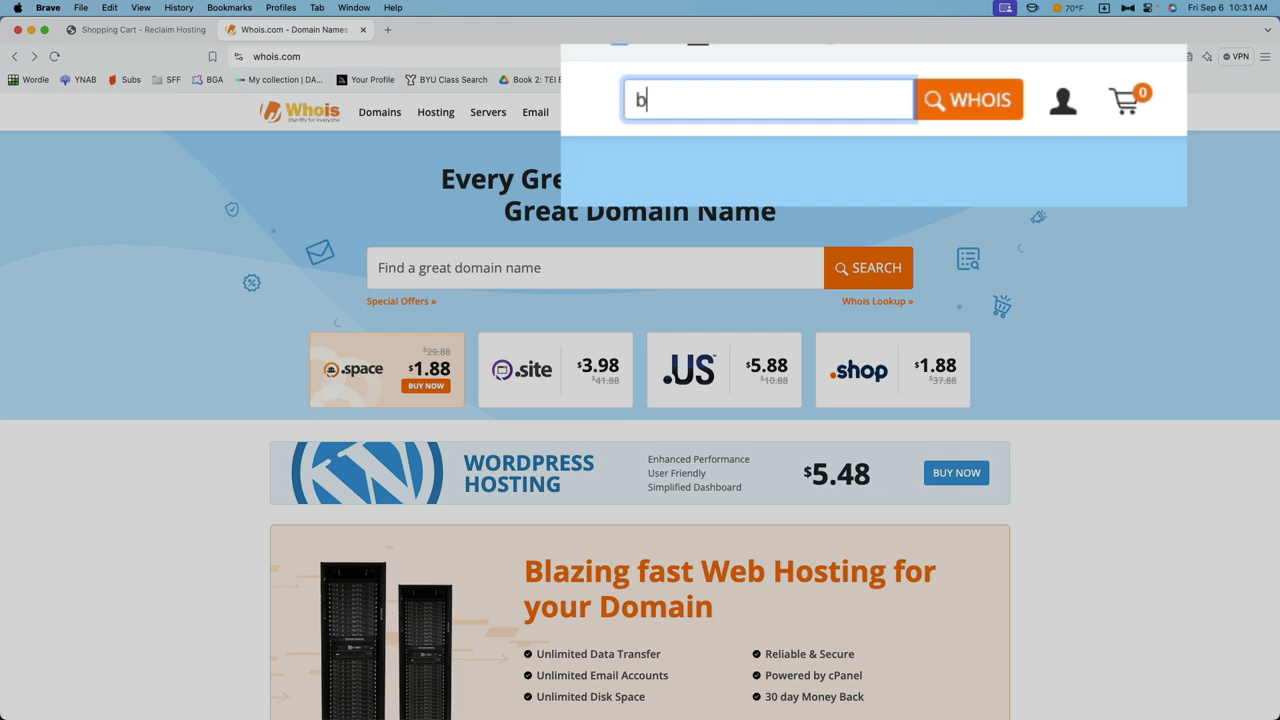 Brave File Edit View History Bookmarks Profiles Tab Window Help 70°F Fri Sep 6 10:31 AM
Shopping Cart - Reclaim Hosting Whois.com - Domain Names
whois.com VPN
Wordle YNAB Subs SFF BGA My collection | DA... Your Profile BYU Class Search Book 2: TEI E
b WHOIS 0
Whois Domains Hosting Servers Email
Identity for everyone
Every Gre
Great Domain Name
Find a great domain name SEARCH
Special Offers » Whois Lookup »
.space $29.88 $1.88 BUY NOW
.site $3.98 $41.88
.US $5.88 $10.88
.shop $1.88 $37.88
WORDPRESS
HOSTING
Enhanced Performance
User Friendly
Simplified Dashboard
$5.48
BUY NOW
Blazing fast Web Hosting for
your Domain
Unlimited Data Transfer
Unlimited Email Accounts
Unlimited Disk Space
Reliable & Secure
Powered by cPanel
30 day Money Back